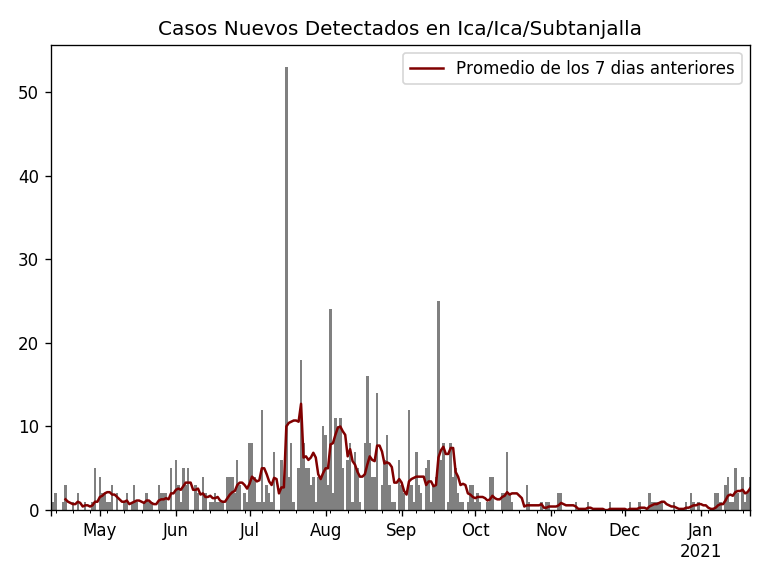 Casos Nuevos Detectados en Ica/Ica/Subtanjalla
Promedio de los 7 dias anteriores
50
40
30
20
10
0
May Jun Jul Aug Sep Oct Nov Dec Jan
2021